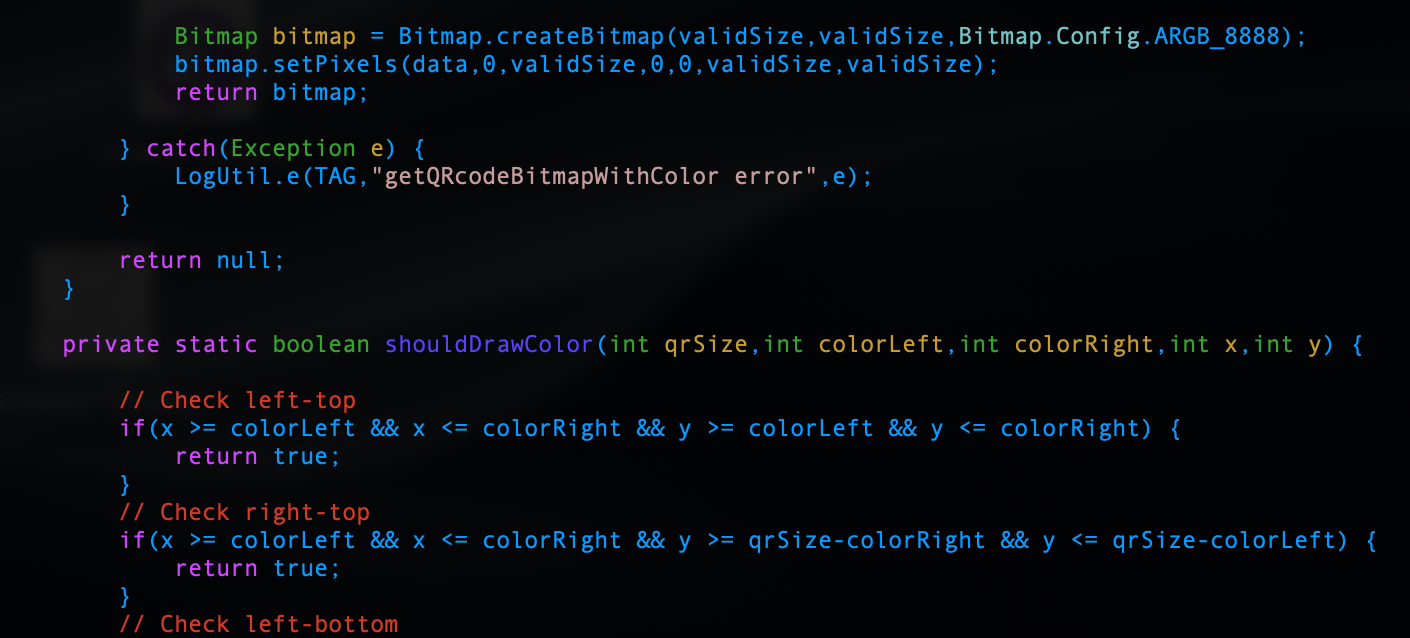 Bitmap bitmap = Bitmap.createBitmap(validSize,validSize,Bitmap.Config.ARGB_8888);
bitmap.setPixels(data,0,validSize,0,0,validSize,validSize);
return bitmap;
} catch(Exception e) {
LogUtil.e(TAG,"getQRcodeBitmapWithColor error",e);
}
return null;
}
private static boolean shouldDrawColor(int qrSize,int colorLeft,int colorRight,int x,int y) {
// Check left-top
if(x >= colorLeft && x <= colorRight && y >= colorLeft && y <= colorRight) {
return true;
}
// Check right-top
if(x >= colorLeft && x <= colorRight && y >= qrSize-colorRight && y <= qrSize-colorLeft) {
return true;
}
// Check left-bottom